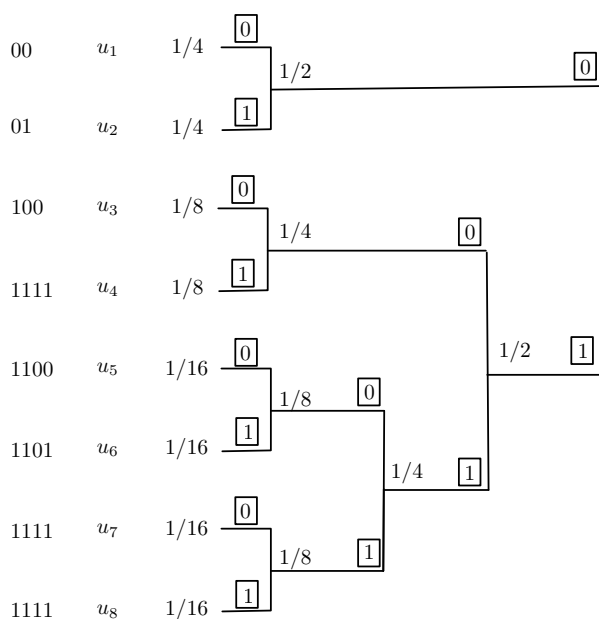 00 u₁ 1/4 0
1/2 0
01 u₂ 1/4 1
100 u₃ 1/8 0
1/4 0
1111 u₄ 1/8 1
1/2 1
1100 u₅ 1/16 0
1/8 0
1101 u₆ 1/16 1
1/4 1
1111 u₇ 1/16 0
1/8 1
1111 u₈ 1/16 1